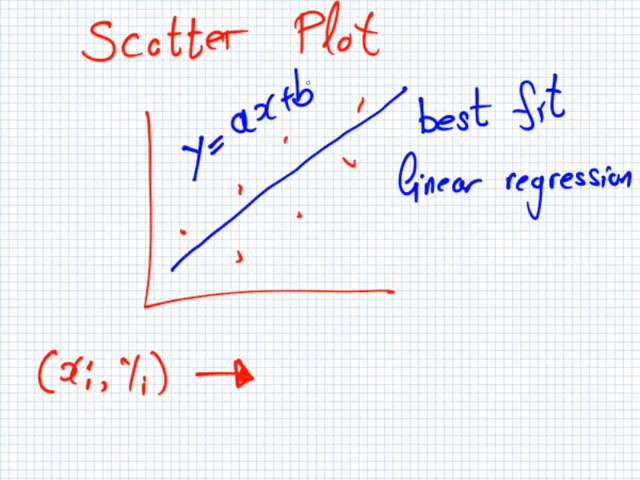 Scatter Plot
y=ax+b
best fit
linear regression
(xi, yi) →